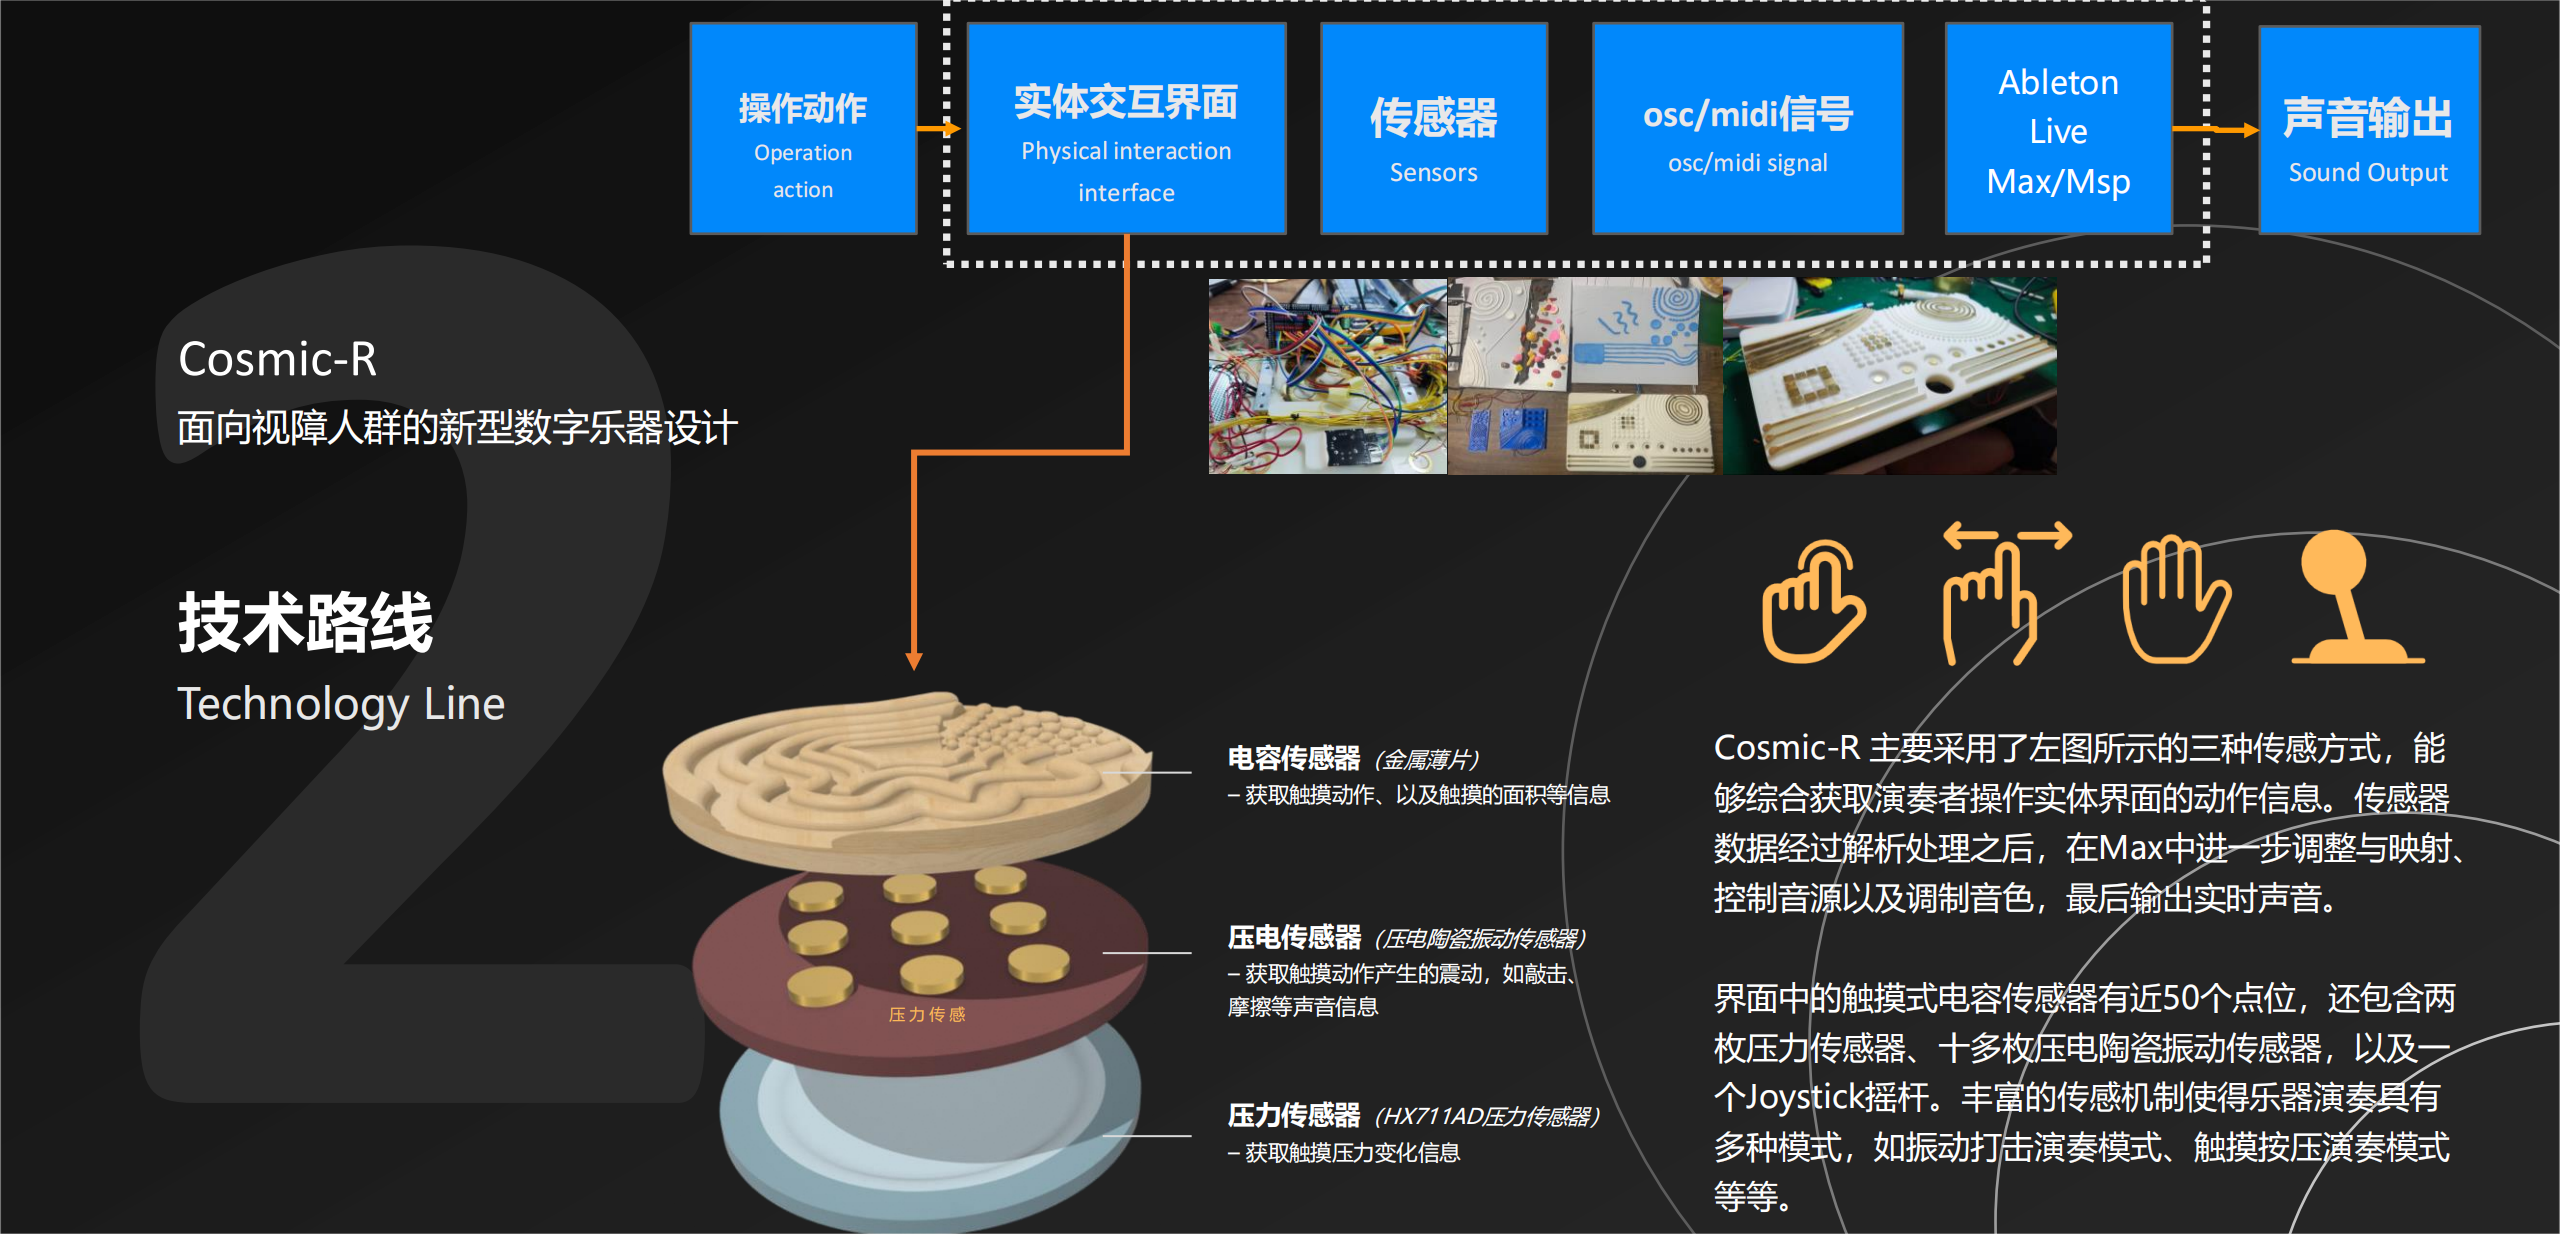 操作动作
Operation
action
实体交互界面
Physical interaction
interface
传感器
Sensors
osc/midi信号
osc/midi signal
Ableton
Live
Max/Msp
声音输出
Sound Output
2
Cosmic-R
面向视障人群的新型数字乐器设计
技术路线
Technology Line
电容传感器（金属薄片）
– 获取触摸动作、以及触摸的面积等信息
压电传感器（压电陶瓷振动传感器）
– 获取触摸动作产生的震动，如敲击、
摩擦等声音信息
压力传感
压力传感器（HX711AD压力传感器）
– 获取触摸压力变化信息
Cosmic-R 主要采用了左图所示的三种传感方式，能
够综合获取演奏者操作实体界面的动作信息。传感器
数据经过解析处理之后，在Max中进一步调整与映射、
控制音源以及调制音色，最后输出实时声音。
界面中的触摸式电容传感器有近50个点位，还包含两
枚压力传感器、十多枚压电陶瓷振动传感器，以及一
个Joystick摇杆。丰富的传感机制使得乐器演奏具有
多种模式，如振动打击演奏模式、触摸按压演奏模式
等等。